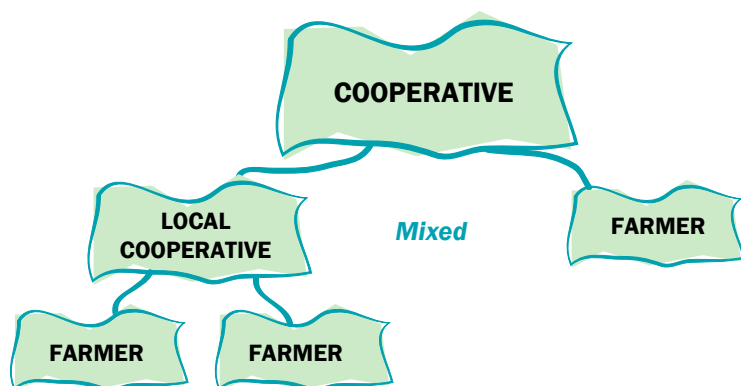 COOPERATIVE
LOCAL
COOPERATIVE
Mixed
FARMER
FARMER
FARMER